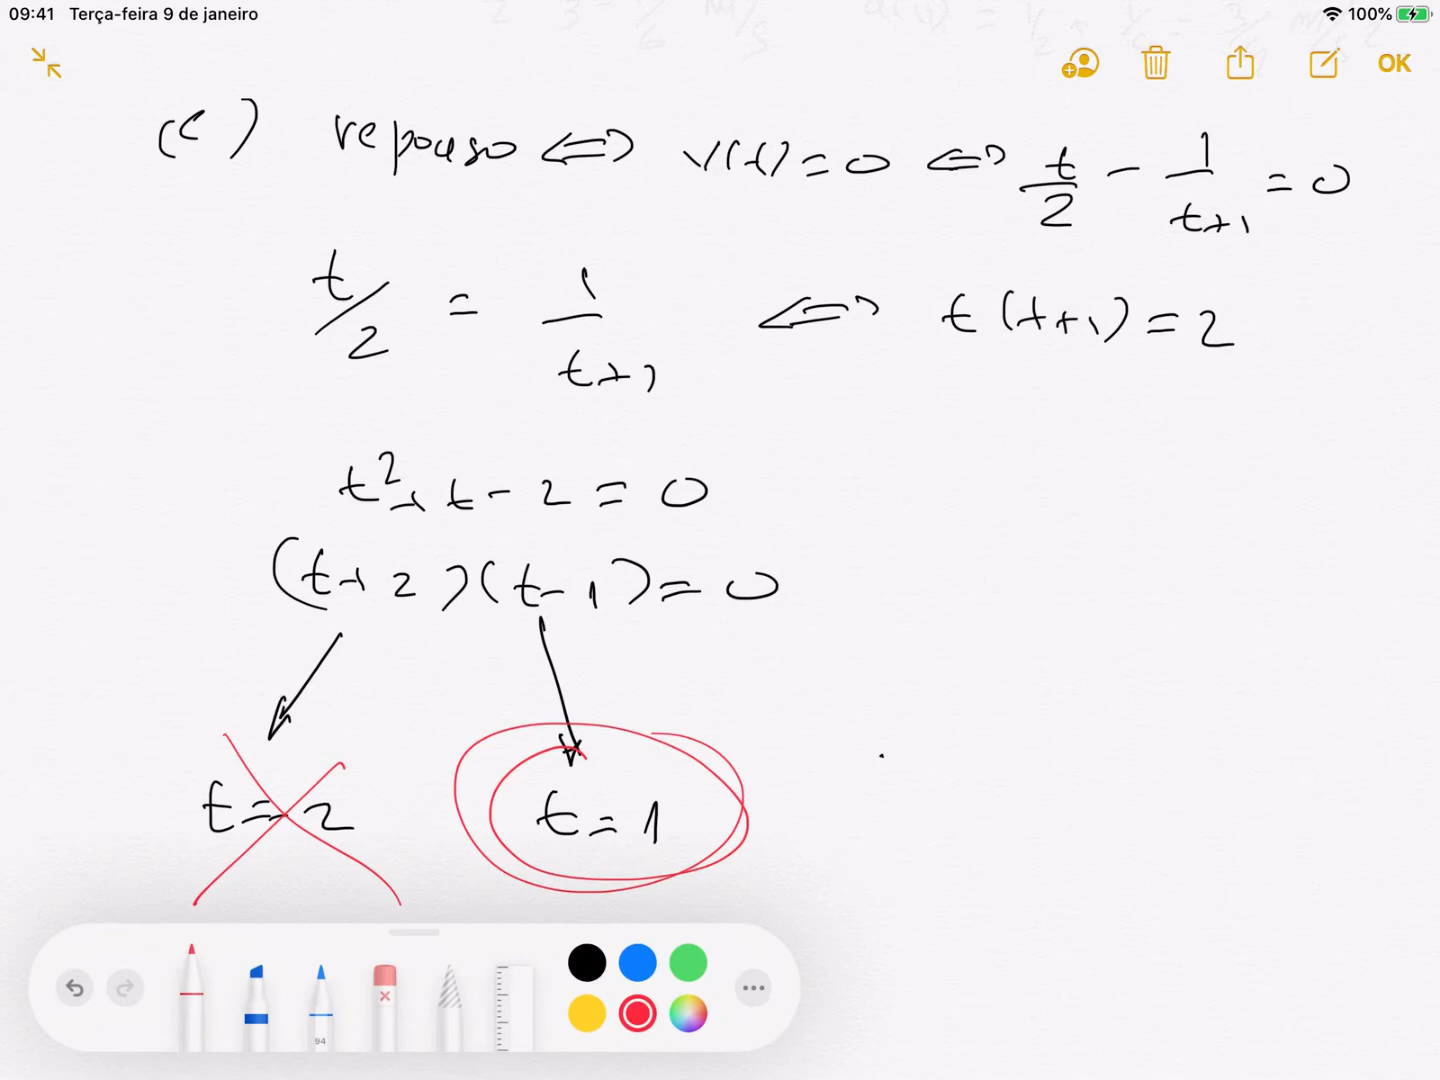 09:41 Terça-feira 9 de janeiro 100%
OK
(c) repouso ⟺ v(t) = 0 ⟺ t/2 - 1/(t+1) = 0
t/2 = 1/(t+1) ⟺ t(t+1) = 2
t² + t - 2 = 0
(t+2)(t-1) = 0
t = -2 t = 1
94